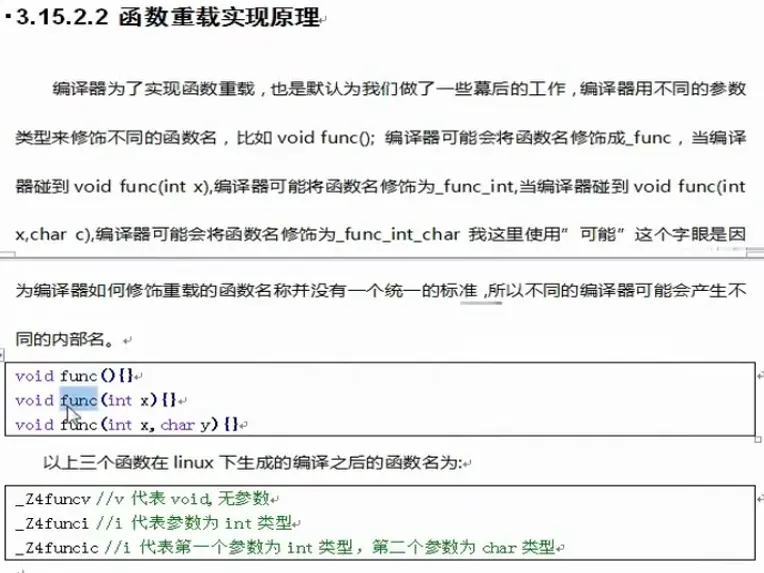 3.15.2.2 函数重载实现原理
编译器为了实现函数重载，也是默认为我们做了一些幕后的工作，编译器用不同的参数
类型来修饰不同的函数名，比如 void func(); 编译器可能会将函数名修饰成_func，当编译
器碰到 void func(int x),编译器可能将函数名修饰为_func_int,当编译器碰到 void func(int
x,char c),编译器可能会将函数名修饰为_func_int_char 我这里使用”可能”这个字眼是因
为编译器如何修饰重载的函数名称并没有一个统一的标准,所以不同的编译器可能会产生不
同的内部名。
void func(){}
void func(int x){}
void func(int x,char y){}
以上三个函数在 linux 下生成的编译之后的函数名为:
_Z4funcv //v 代表 void,无参数
_Z4funci //i 代表参数为 int 类型
_Z4funcic //i 代表第一个参数为 int 类型，第二个参数为 char 类型